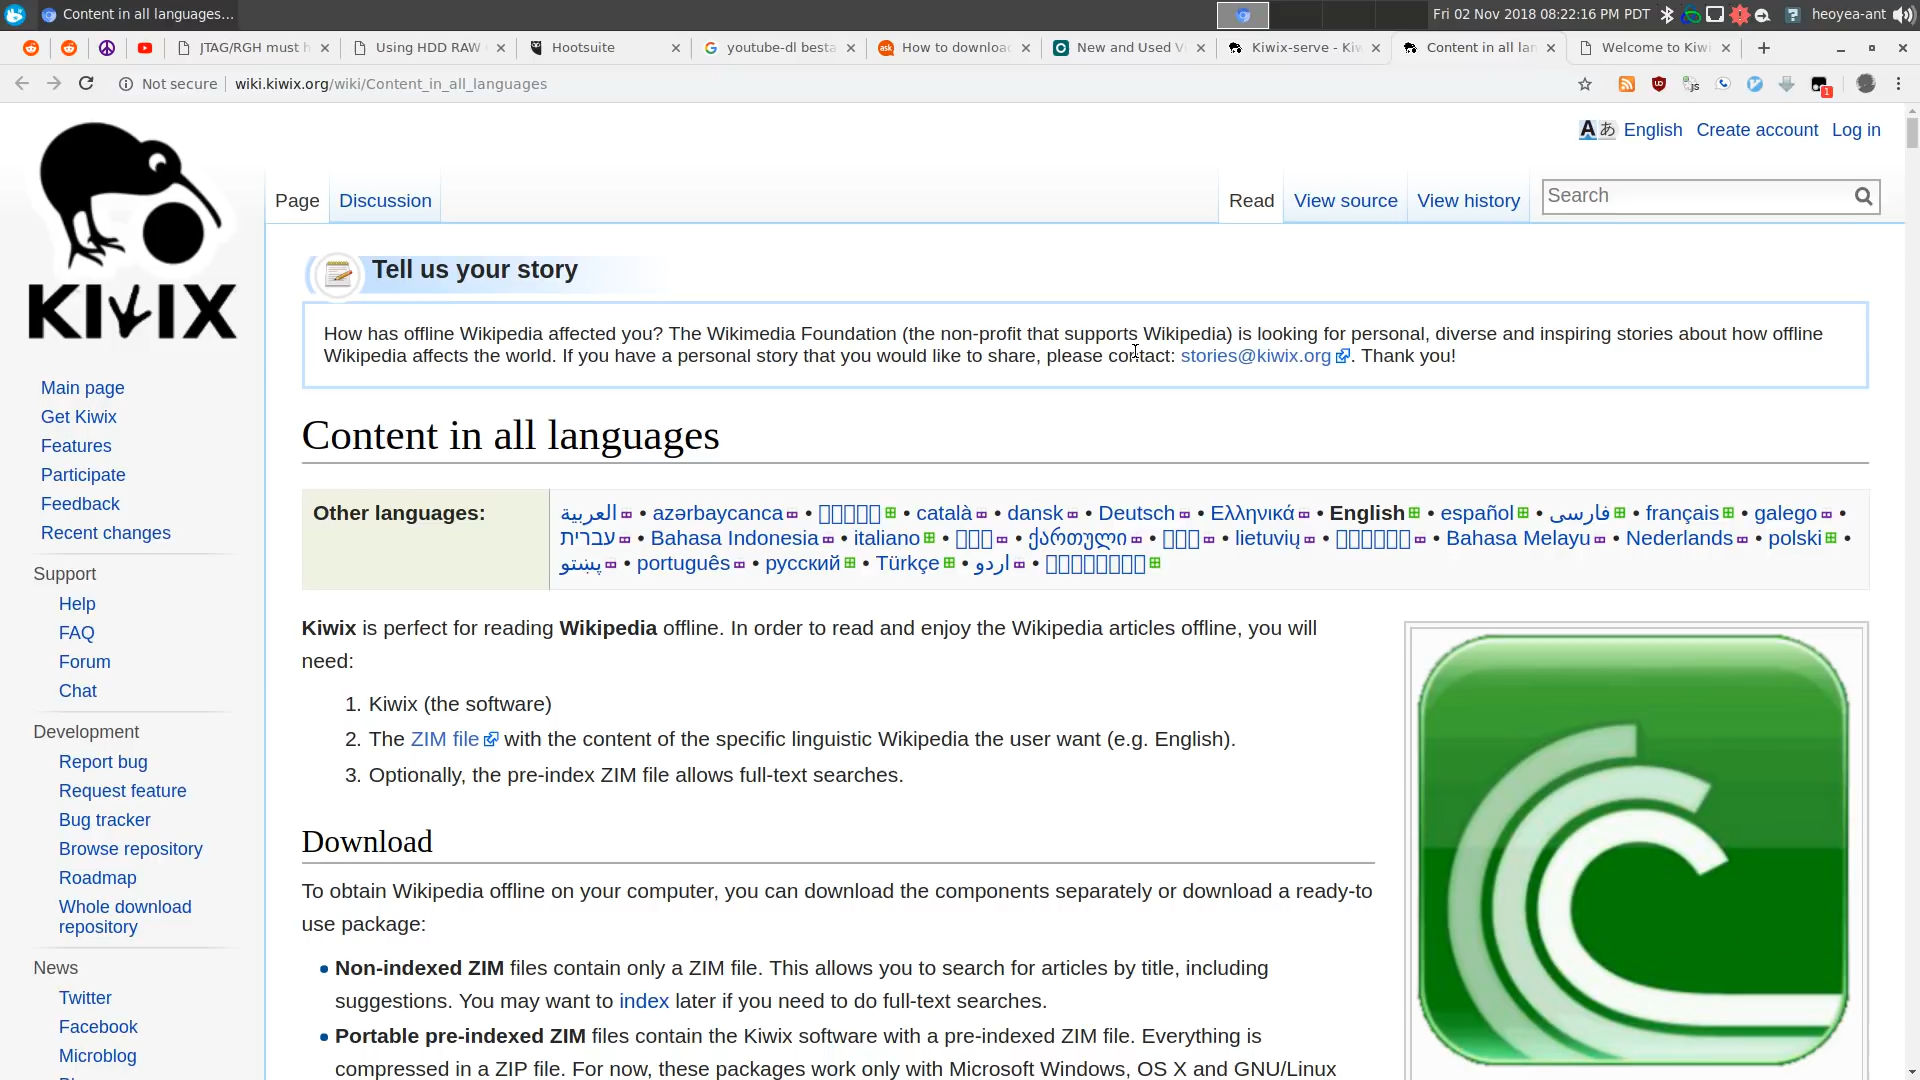 Content in all languages...
Fri 02 Nov 2018 08:22:16 PM PDT
heoyea-ant
JTAG/RGH must h
Using HDD RAW
Hootsuite
youtube-dl besta
How to downloa
New and Used V
Kiwix-serve - Kiw
Content in all lan
Welcome to Kiwi
Not secure
wiki.kiwix.org/wiki/Content_in_all_languages
1
English Create account Log in
KIWIX
Page Discussion
Read View source View history
Search
Tell us your story
How has offline Wikipedia affected you? The Wikimedia Foundation (the non-profit that supports Wikipedia) is looking for personal, diverse and inspiring stories about how offline
Wikipedia affects the world. If you have a personal story that you would like to share, please contact: stories@kiwix.org. Thank you!
Main page
Get Kiwix
Features
Participate
Feedback
Recent changes
Support
Help
FAQ
Forum
Chat
Development
Report bug
Request feature
Bug tracker
Browse repository
Roadmap
Whole download
repository
News
Twitter
Facebook
Microblog
Content in all languages
Other languages:
العربية • azərbaycanca • • català • dansk • Deutsch • Ελληνικά • English • español • فارسی • français • galego •
עברית • Bahasa Indonesia • italiano • • ქართული • • lietuvių • • Bahasa Melayu • Nederlands • polski •
پښتو • português • русский • Türkçe • اردو •
Kiwix is perfect for reading Wikipedia offline. In order to read and enjoy the Wikipedia articles offline, you will
need:
1. Kiwix (the software)
2. The ZIM file with the content of the specific linguistic Wikipedia the user want (e.g. English).
3. Optionally, the pre-index ZIM file allows full-text searches.
Download
To obtain Wikipedia offline on your computer, you can download the components separately or download a ready-to
use package:
• Non-indexed ZIM files contain only a ZIM file. This allows you to search for articles by title, including
suggestions. You may want to index later if you need to do full-text searches.
• Portable pre-indexed ZIM files contain the Kiwix software with a pre-indexed ZIM file. Everything is
compressed in a ZIP file. For now, these packages work only with Microsoft Windows, OS X and GNU/Linux